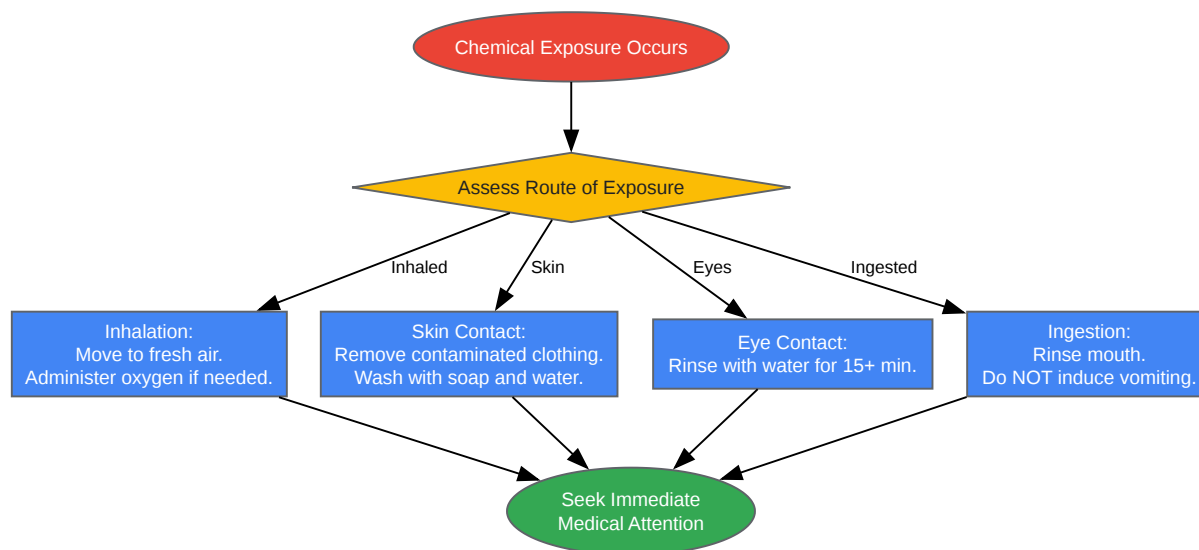 Chemical Exposure Occurs
Assess Route of Exposure
Inhaled
Skin
Eyes
Ingested
Inhalation:
Move to fresh air.
Administer oxygen if needed.
Skin Contact:
Remove contaminated clothing.
Wash with soap and water.
Eye Contact:
Rinse with water for 15+ min.
Ingestion:
Rinse mouth.
Do NOT induce vomiting.
Seek Immediate
Medical Attention